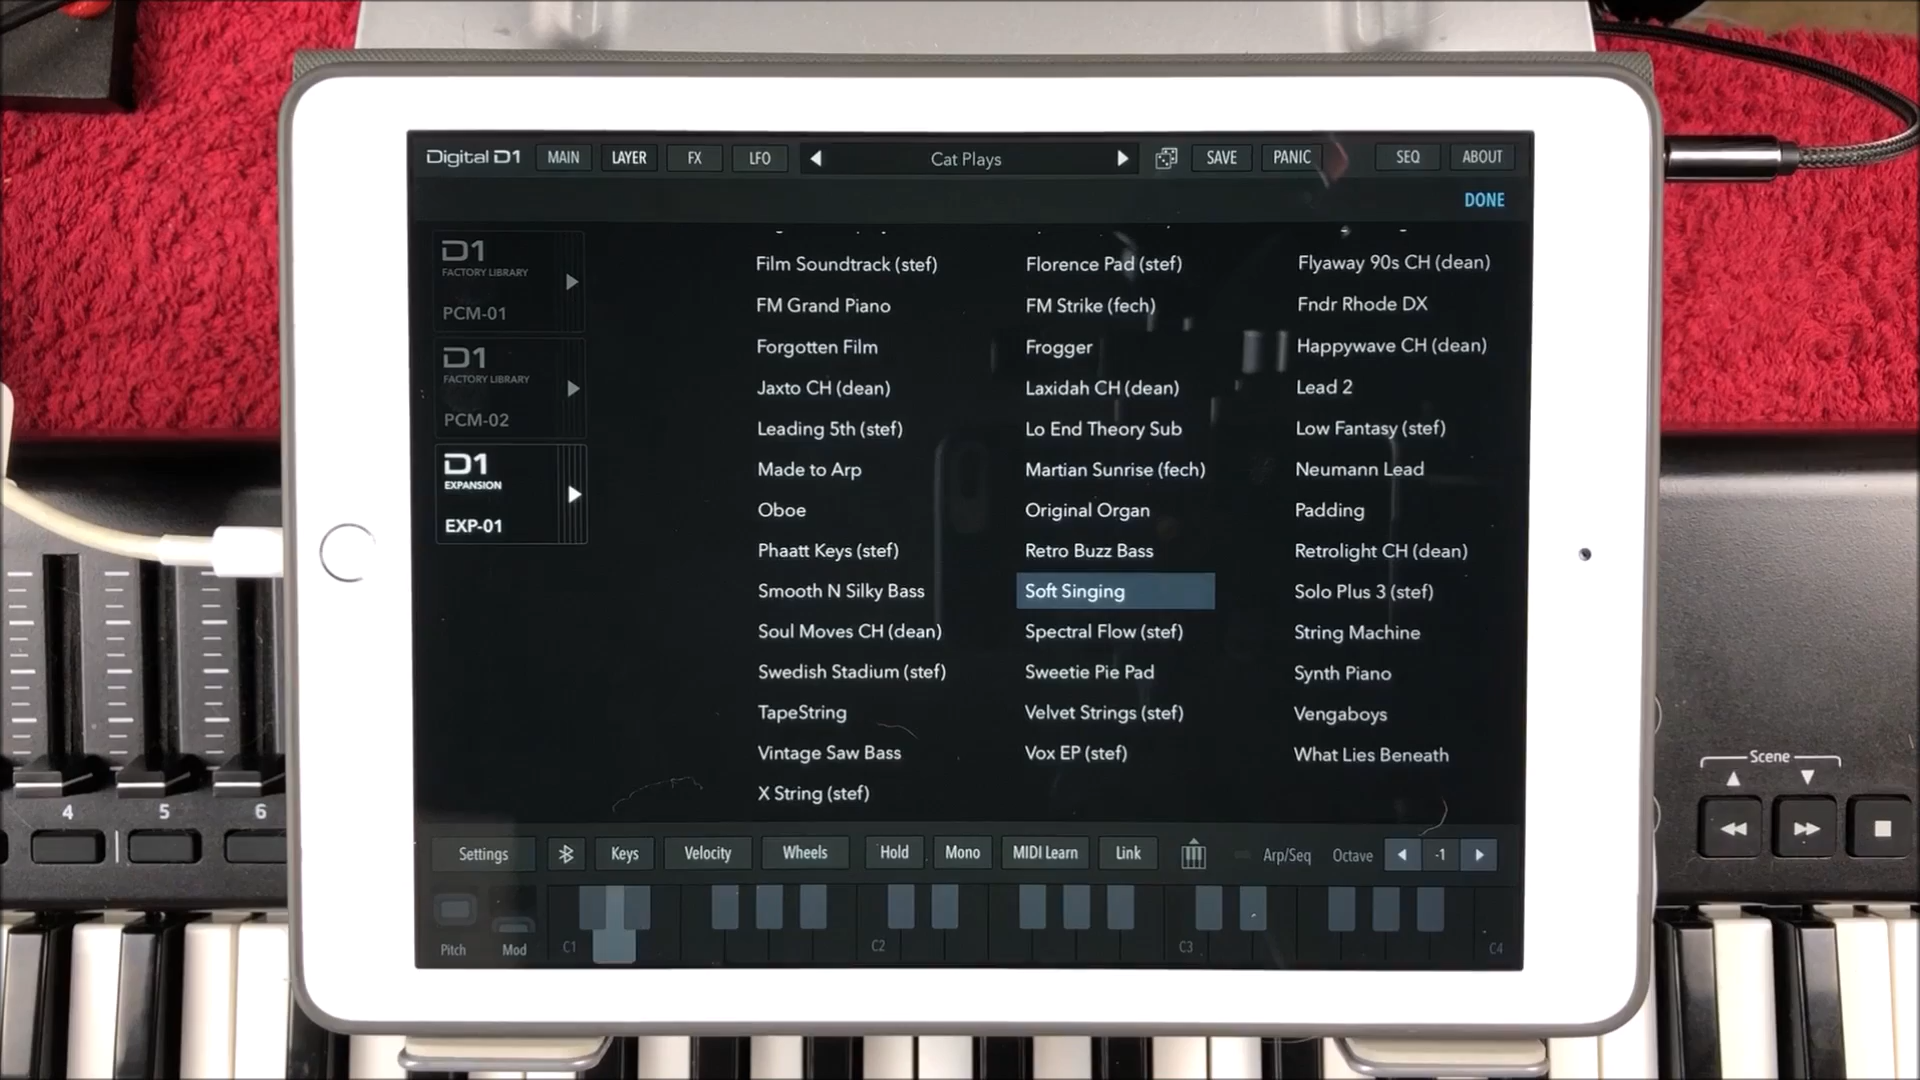 Digital D1 MAIN LAYER FX LFO Cat Plays SAVE PANIC SEQ ABOUT
DONE
D1
FACTORY LIBRARY
PCM-01
D1
FACTORY LIBRARY
PCM-02
D1
EXPANSION
EXP-01
Film Soundtrack (stef) Florence Pad (stef) Flyaway 90s CH (dean)
FM Grand Piano FM Strike (fech) Fndr Rhode DX
Forgotten Film Frogger Happywave CH (dean)
Jaxto CH (dean) Laxidah CH (dean) Lead 2
Leading 5th (stef) Lo End Theory Sub Low Fantasy (stef)
Made to Arp Martian Sunrise (fech) Neumann Lead
Oboe Original Organ Padding
Phaatt Keys (stef) Retro Buzz Bass Retrolight CH (dean)
Smooth N Silky Bass Soft Singing Solo Plus 3 (stef)
Soul Moves CH (dean) Spectral Flow (stef) String Machine
Swedish Stadium (stef) Sweetie Pie Pad Synth Piano
TapeString Velvet Strings (stef) Vengaboys
Vintage Saw Bass Vox EP (stef) What Lies Beneath
X String (stef)
Settings Keys Velocity Wheels Hold Mono MIDI Learn Link Arp/Seq Octave -1
Pitch Mod C1 C2 C3 C4
4 5 6
Scene